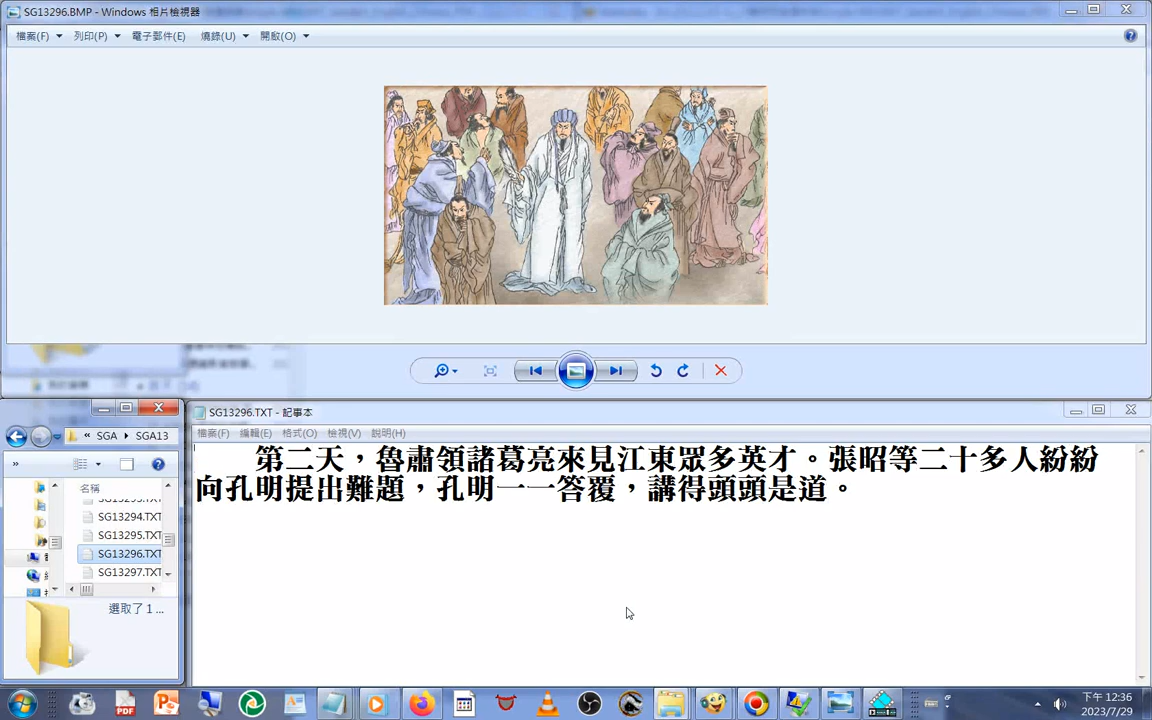 SG13296.BMP - Windows 相片檢視器
檔案(F) 列印(P) 電子郵件(E) 燒錄(U) 開啟(O)
« SGA ▸ SGA13
SG13296.TXT - 記事本
檔案(F) 編輯(E) 格式(O) 檢視(V) 說明(H)
第二天，魯肅領諸葛亮來見江東眾多英才。張昭等二十多人紛紛
向孔明提出難題，孔明一一答覆，講得頭頭是道。
名稱
SG13294.TXT
SG13295.TXT
SG13296.TXT
SG13297.TXT
選取了 1 ...
PDF
下午 12:36
2023/7/29